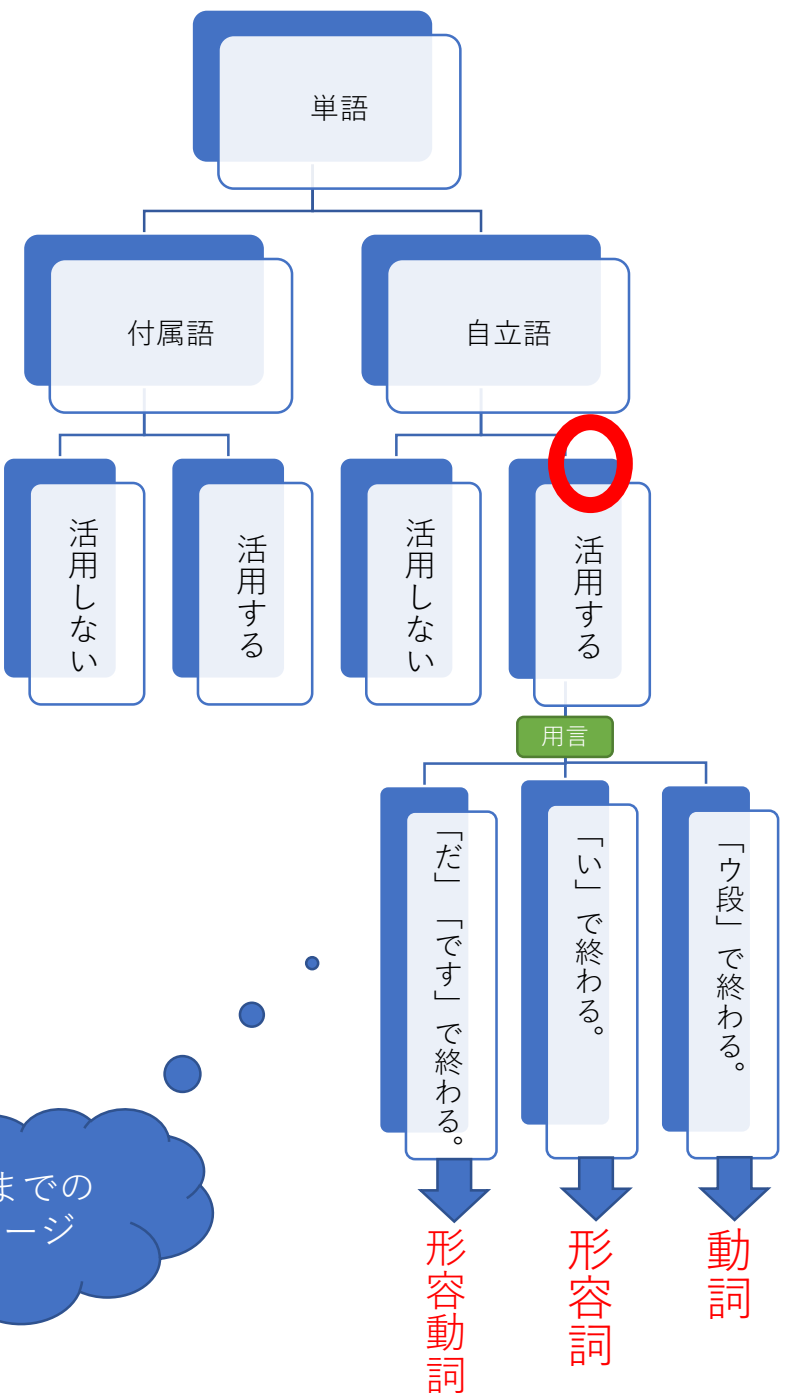 単語
付属語
自立語
活用しない
活用する
活用しない
活用する
用言
「だ」「です」で終わる。
「い」で終わる。
「ウ段」で終わる。
までの
ージ
形容動詞
形容詞
動詞